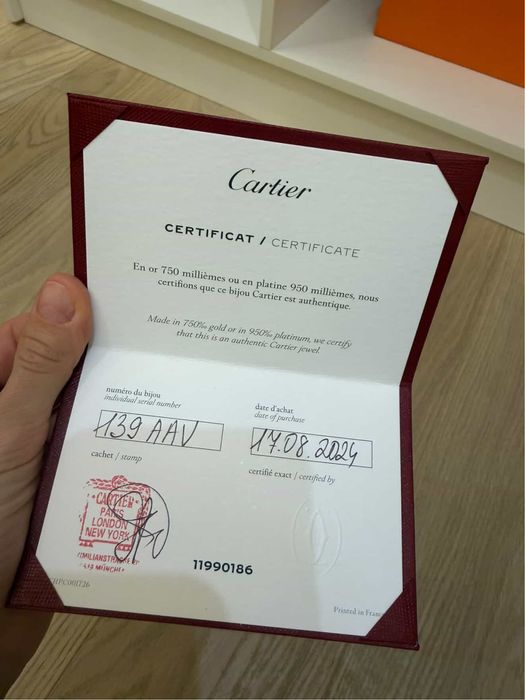 Cartier
CERTIFICAT / CERTIFICATE
En or 750 millièmes ou en platine 950 millièmes, nous
certifions que ce bijou Cartier est authentique.
Made in 750‰ gold or in 950‰ platinum, we certify
that this is an authentic Cartier jewel.
numéro du bijou
individual serial number
139 AAV
date d'achat
date of purchase
17.08.2024
cachet / stamp
certifié exact / certified by
CARTIER
PARIS
LONDON
NEW YORK
MÜNCHEN
11990186
Printed in